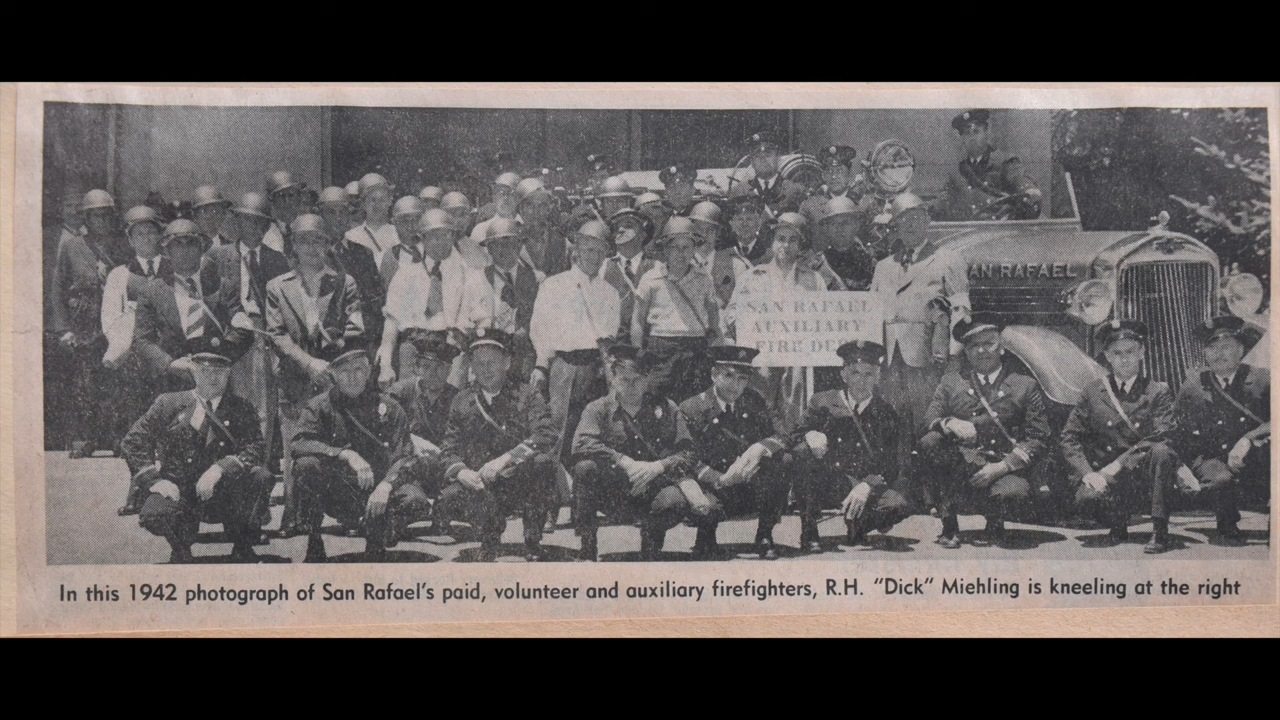 SAN RAFAEL
SAN RAFAEL
AUXILIARY
FIRE DEPT
In this 1942 photograph of San Rafael's paid, volunteer and auxiliary firefighters, R.H. "Dick" Miehling is kneeling at the right